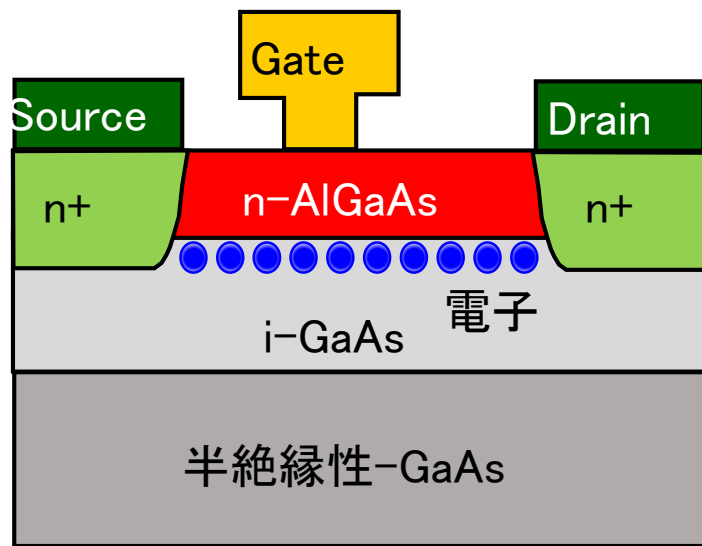 Gate
Source
Drain
n+
n-AlGaAs
n+
電子
i-GaAs
半絶縁性-GaAs